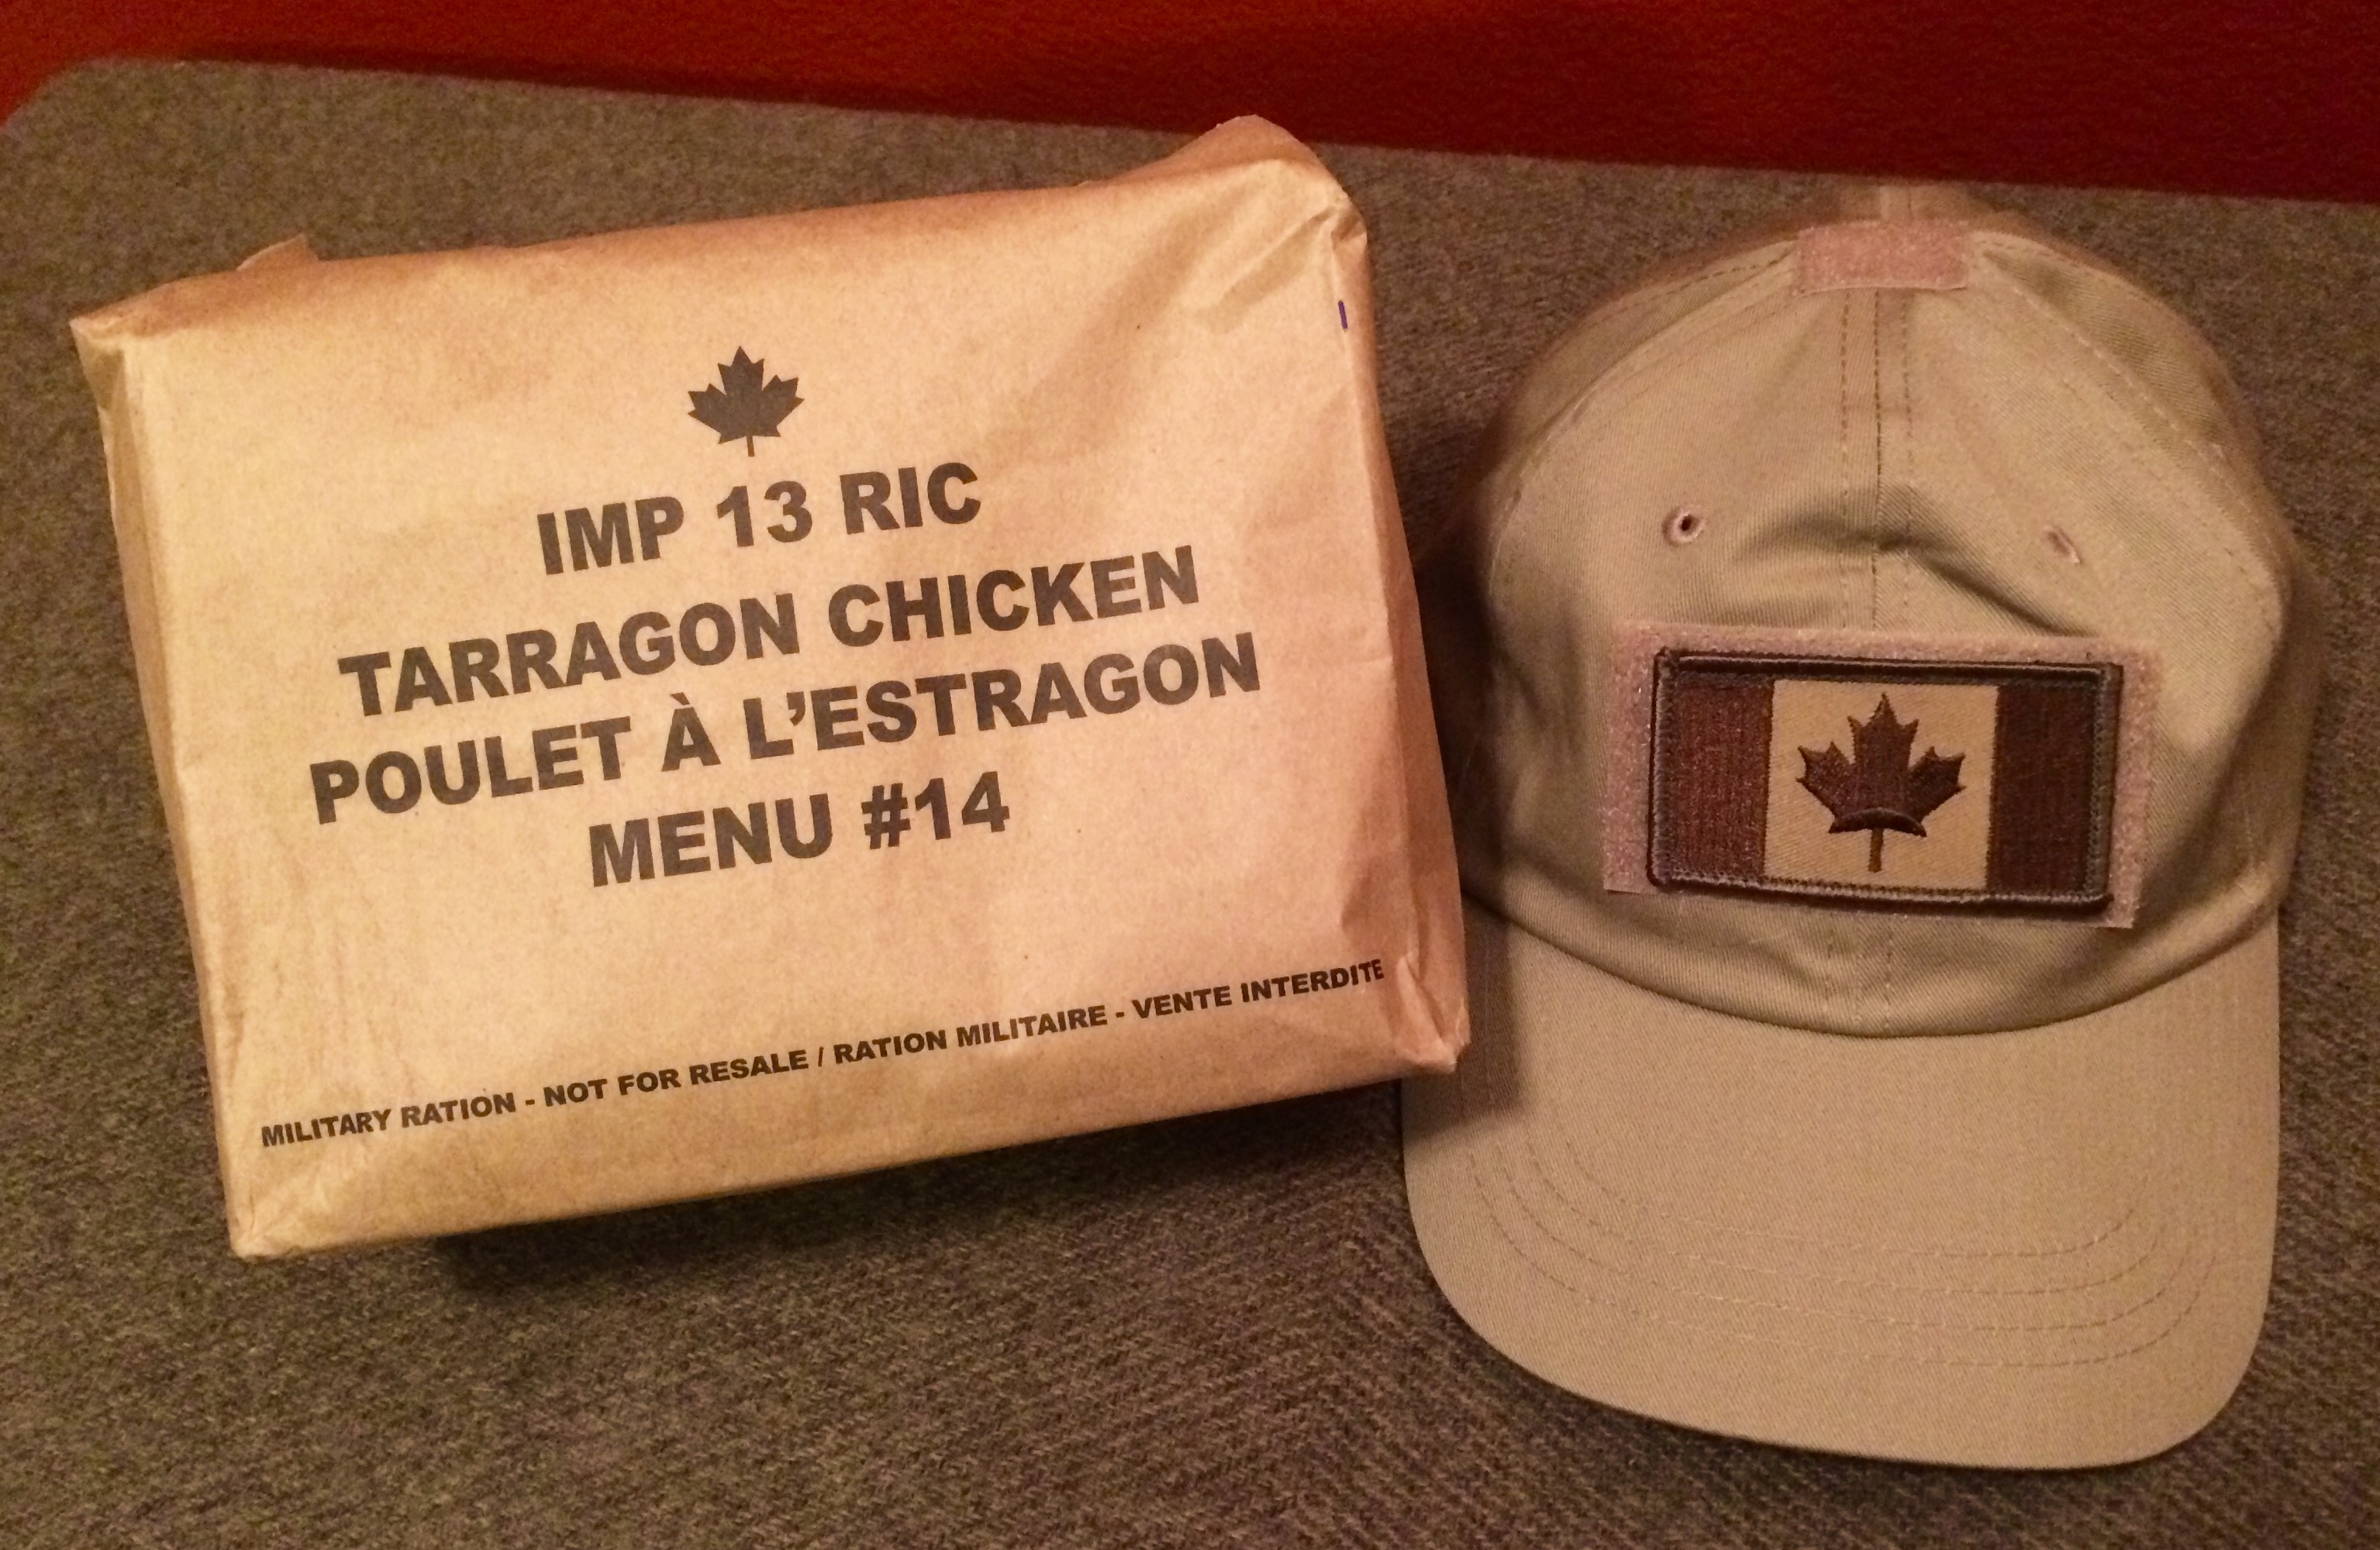 IMP 13 RIC
TARRAGON CHICKEN
POULET À L'ESTRAGON
MENU #14
MILITARY RATION - NOT FOR RESALE / RATION MILITAIRE - VENTE INTERDITE